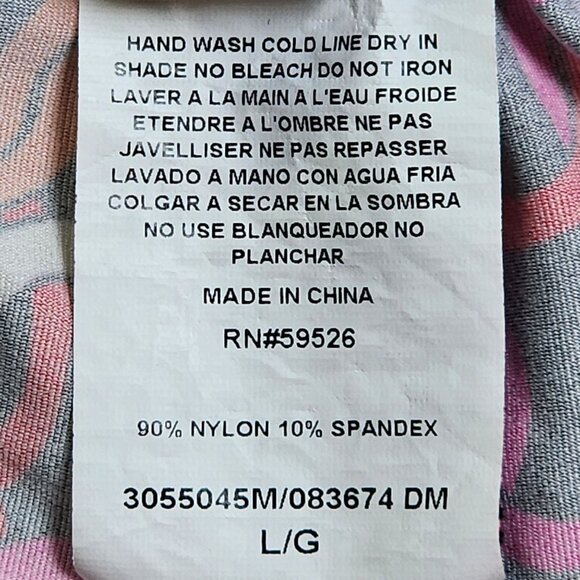 HAND WASH COLD LINE DRY IN
SHADE NO BLEACH DO NOT IRON
LAVER A LA MAIN A L'EAU FROIDE
ETENDRE A L'OMBRE NE PAS
JAVELLISER NE PAS REPASSER
LAVADO A MANO CON AGUA FRIA
COLGAR A SECAR EN LA SOMBRA
NO USE BLANQUEADOR NO
PLANCHAR
MADE IN CHINA
RN#59526
90% NYLON 10% SPANDEX
3055045M/083674 DM
L/G